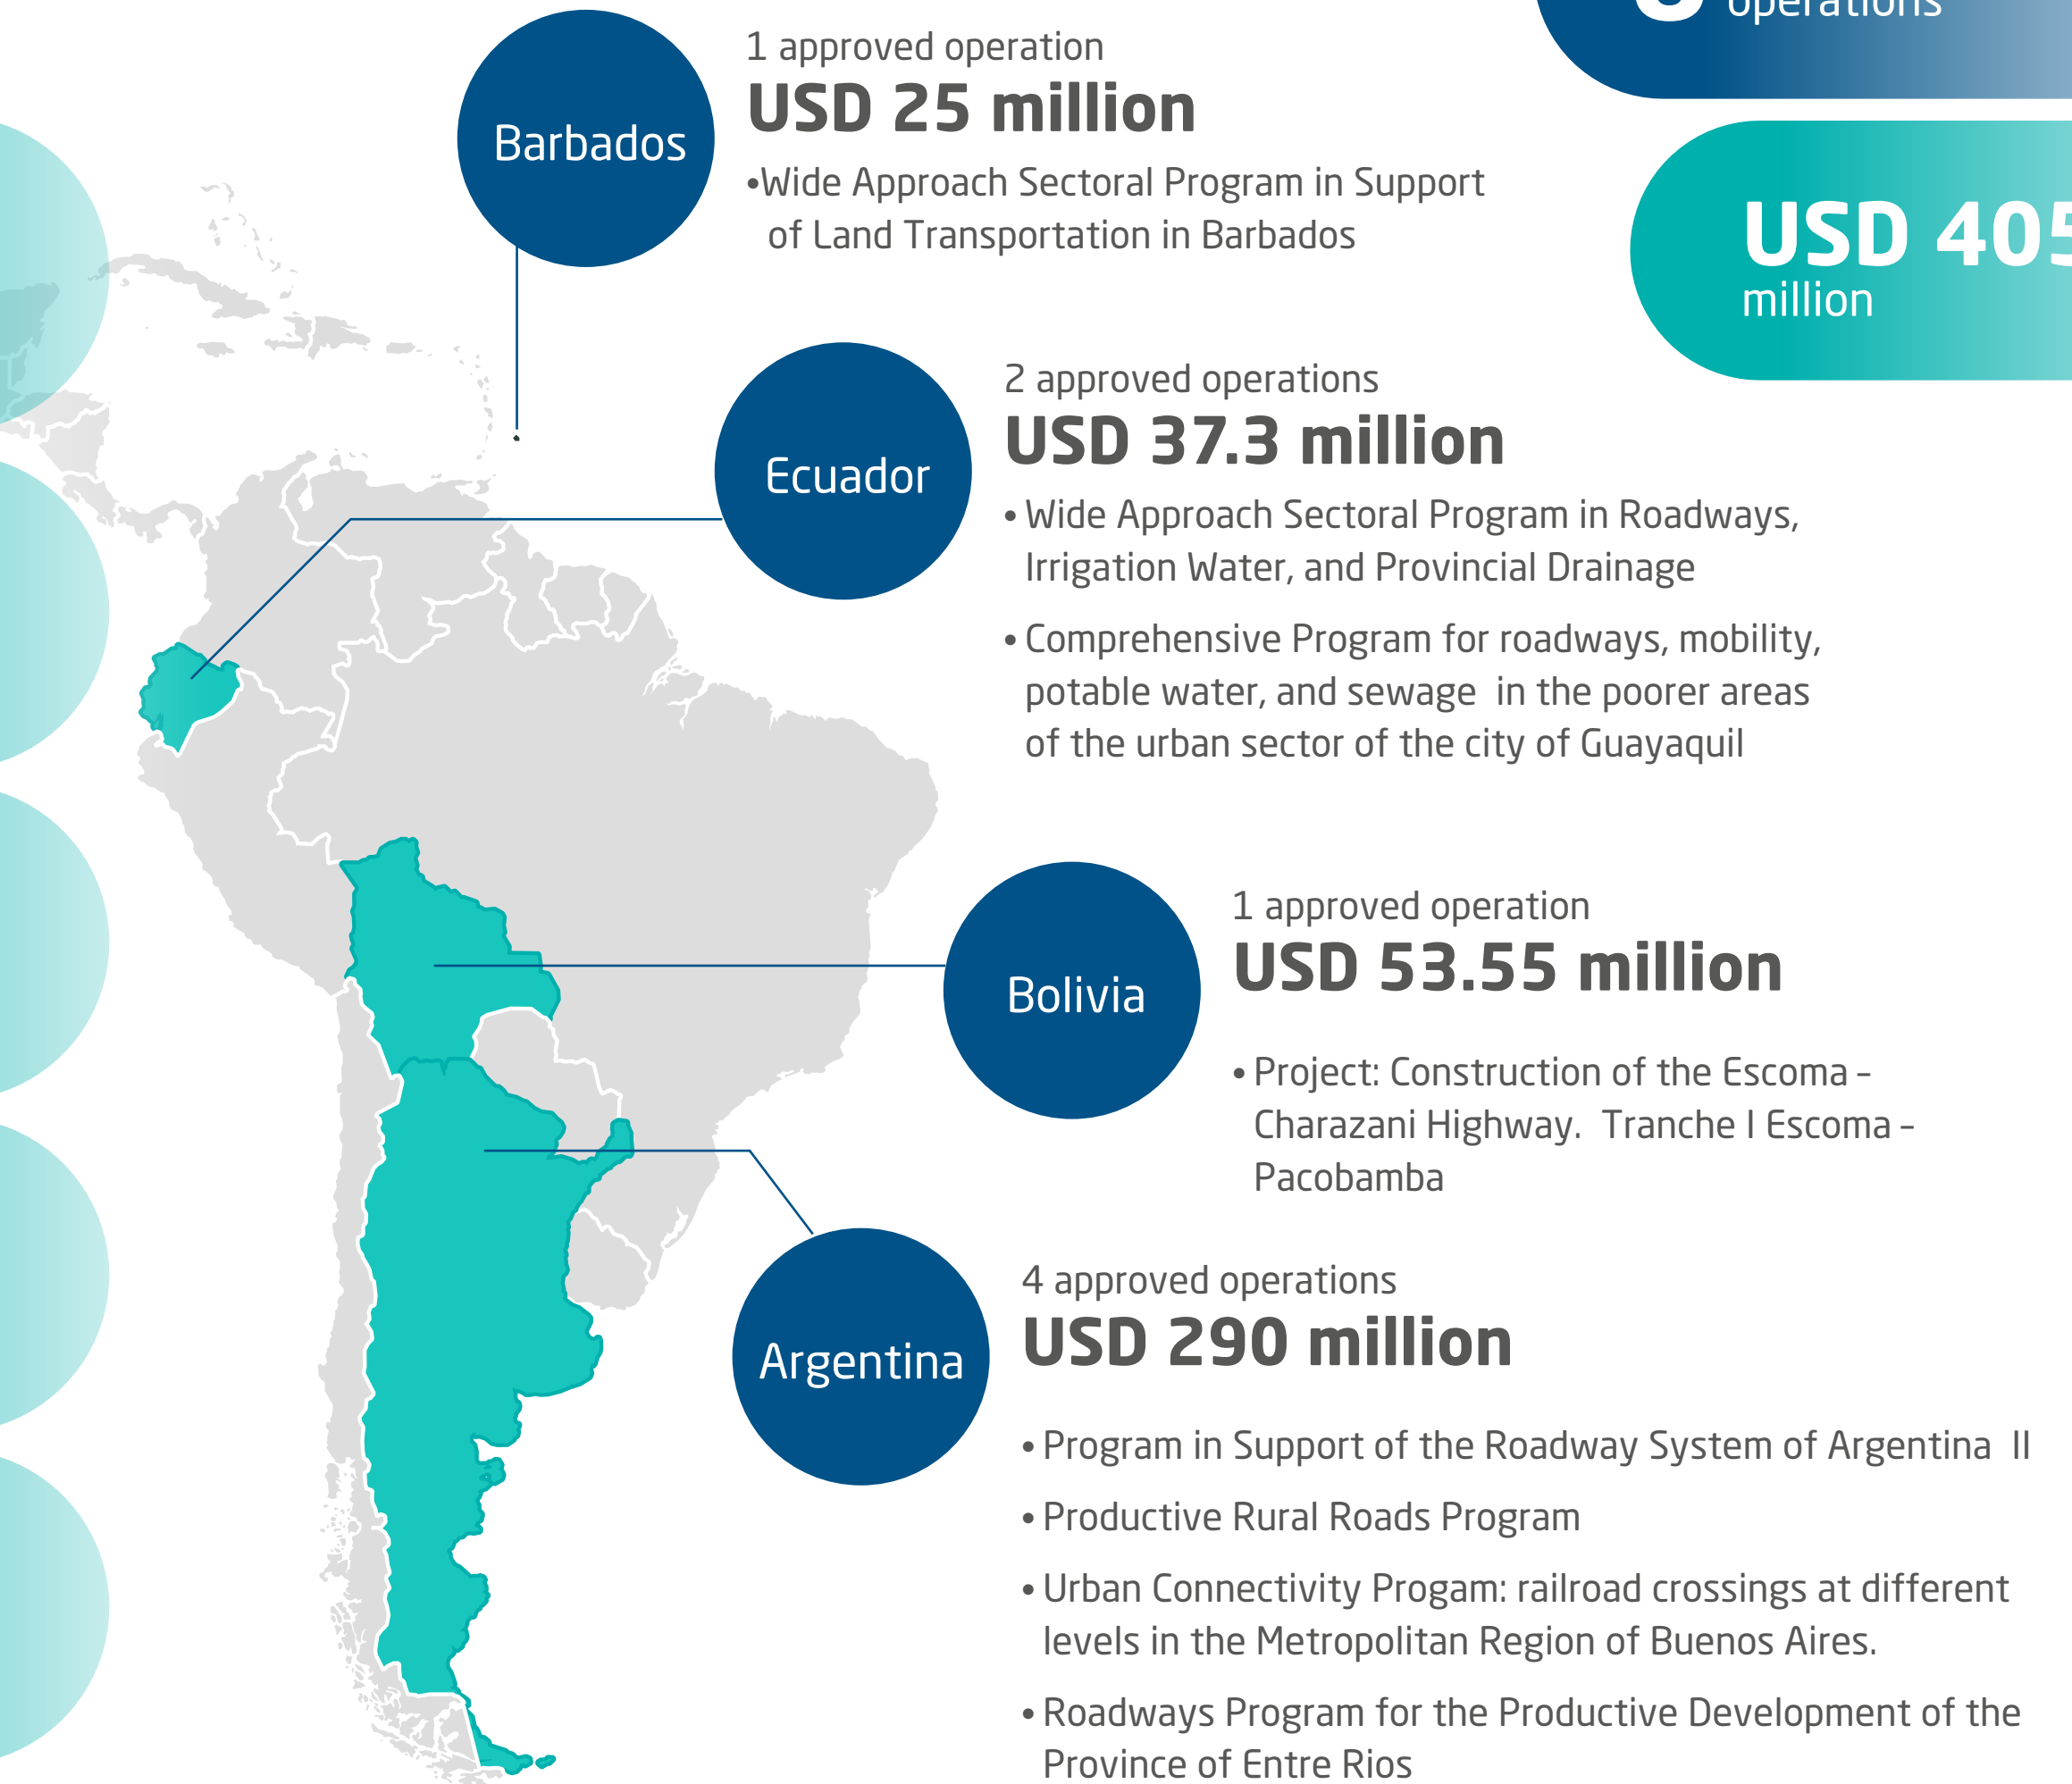 operations
USD 405
million
Barbados
1 approved operation
USD 25 million
•Wide Approach Sectoral Program in Support
of Land Transportation in Barbados
Ecuador
2 approved operations
USD 37.3 million
• Wide Approach Sectoral Program in Roadways,
Irrigation Water, and Provincial Drainage
• Comprehensive Program for roadways, mobility,
potable water, and sewage in the poorer areas
of the urban sector of the city of Guayaquil
Bolivia
1 approved operation
USD 53.55 million
• Project: Construction of the Escoma –
Charazani Highway. Tranche I Escoma –
Pacobamba
Argentina
4 approved operations
USD 290 million
• Program in Support of the Roadway System of Argentina II
• Productive Rural Roads Program
• Urban Connectivity Progam: railroad crossings at different
levels in the Metropolitan Region of Buenos Aires.
• Roadways Program for the Productive Development of the
Province of Entre Rios